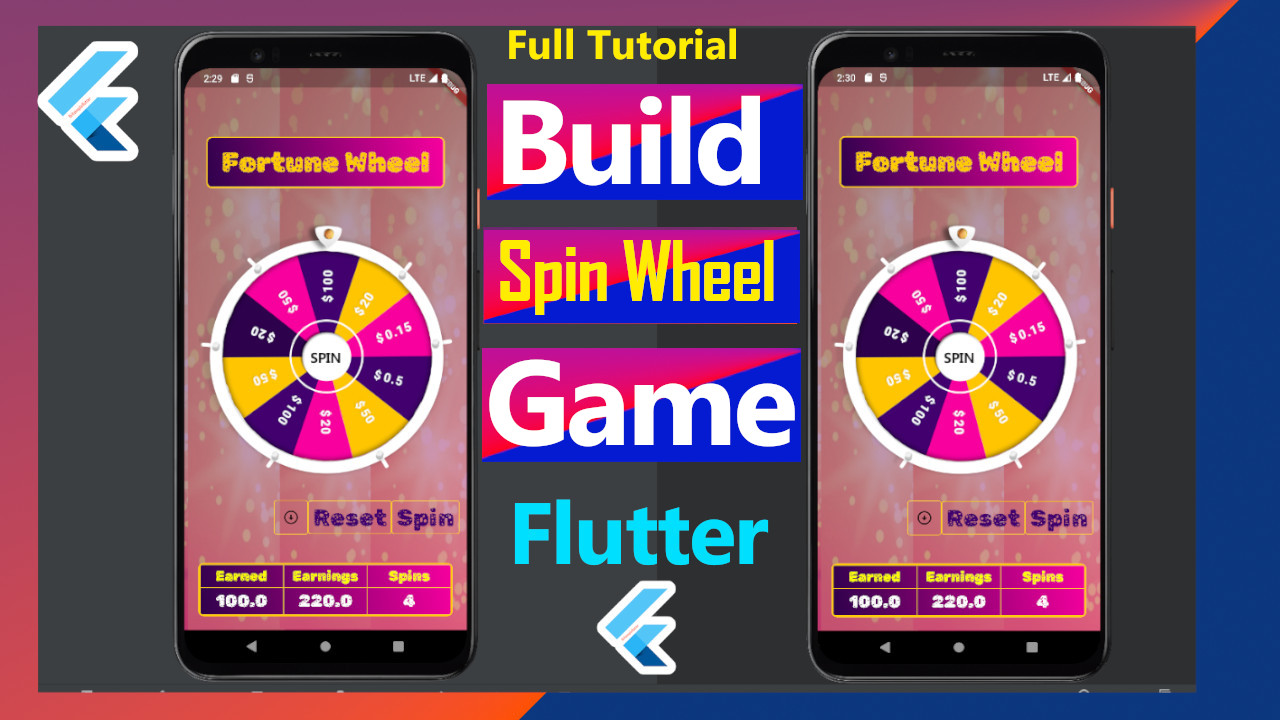 Full Tutorial
Build
Spin Wheel
Game
Flutter
2:29
LTE
Fortune Wheel
$100
$20
$0.15
$0.5
$50
$20
$100
$50
$20
$50
SPIN
Reset Spin
Earned Earnings Spins
100.0 220.0 4
2:30
LTE
Fortune Wheel
$100
$20
$0.15
$0.5
$50
$20
$100
$50
$20
$50
SPIN
Reset Spin
Earned Earnings Spins
100.0 220.0 4